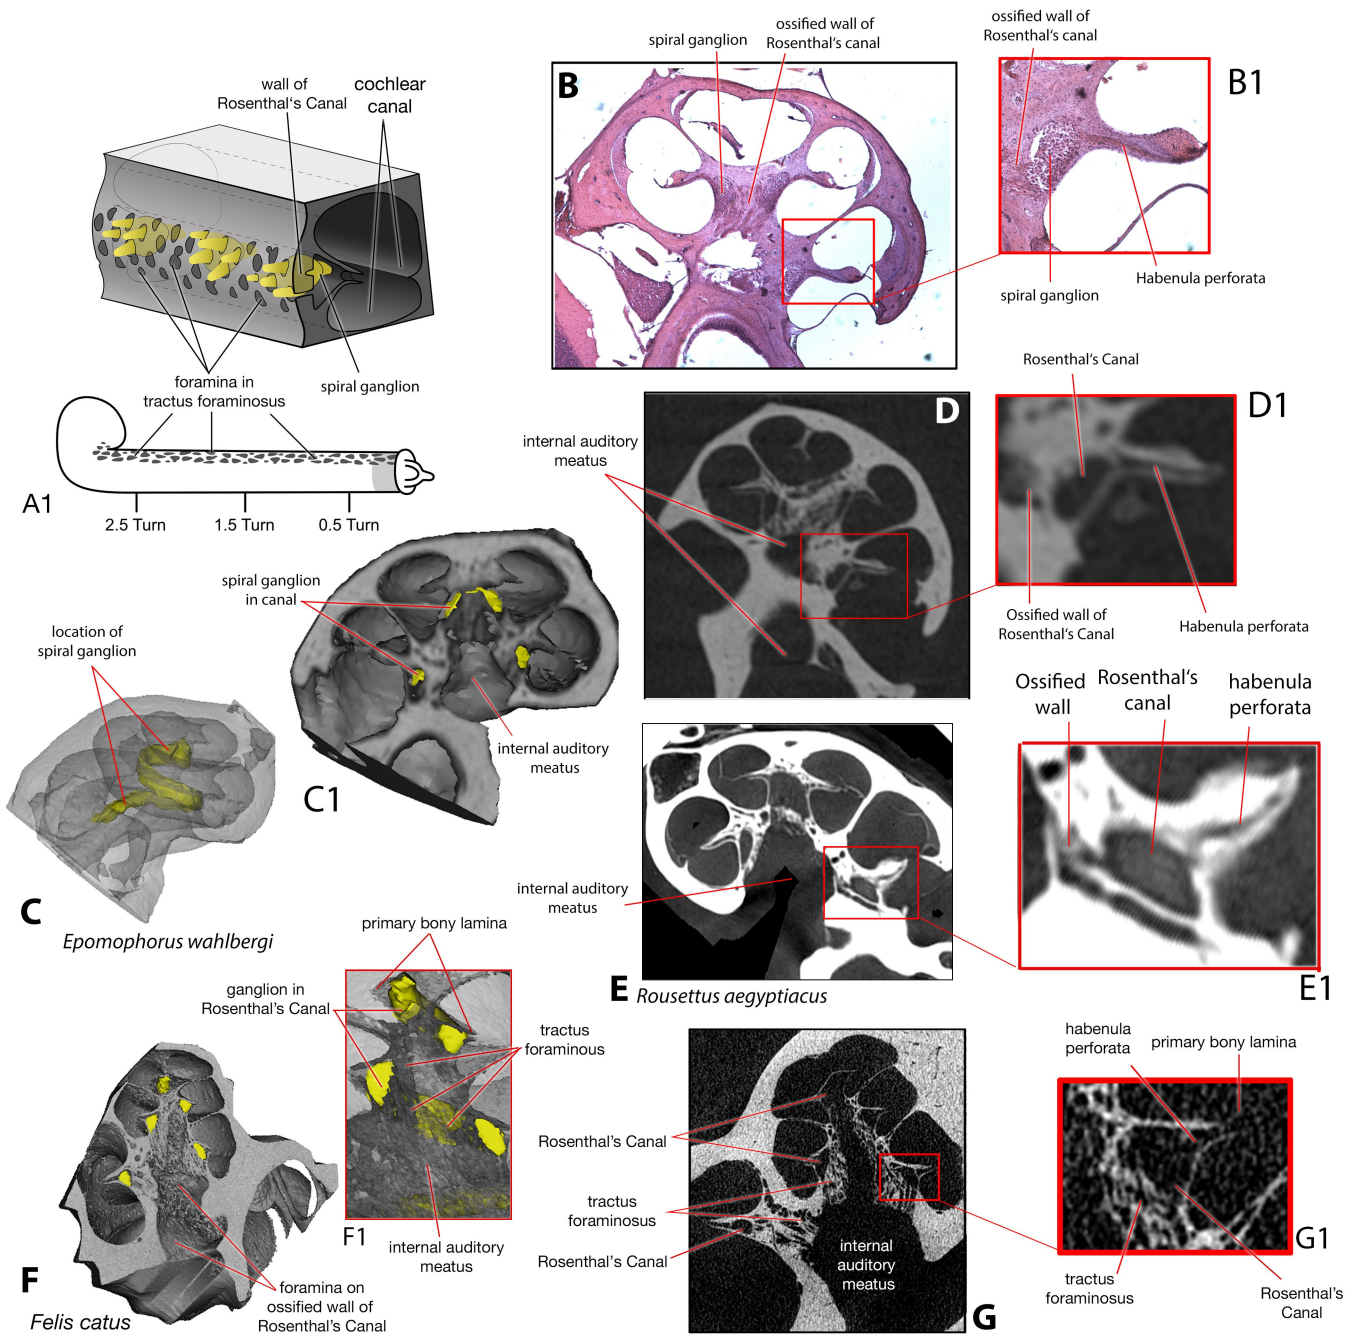 wall of
Rosenthal‘s Canal
cochlear
canal
foramina in
tractus foraminosus
spiral ganglion
A1
2.5 Turn
1.5 Turn
0.5 Turn
spiral ganglion
ossified wall of
Rosenthal‘s canal
B
ossified wall of
Rosenthal‘s canal
B1
spiral ganglion
Habenula perforata
internal auditory
meatus
D
Rosenthal‘s Canal
D1
Ossified wall of
Rosenthal‘s Canal
Habenula perforata
spiral ganglion
in canal
internal auditory
meatus
C1
location of
spiral ganglion
C
Epomophorus wahlbergi
internal auditory
meatus
E
Rousettus aegyptiacus
Ossified
wall
Rosenthal‘s
canal
habenula
perforata
E1
primary bony lamina
ganglion in
Rosenthal’s Canal
tractus
foraminous
F1
internal auditory
meatus
foramina on
ossified wall of
Rosenthal’s Canal
F
Felis catus
Rosenthal’s Canal
tractus
foraminosus
Rosenthal’s Canal
internal
auditory
meatus
G
habenula
perforata
primary bony lamina
G1
tractus
foraminosus
Rosenthal’s
Canal